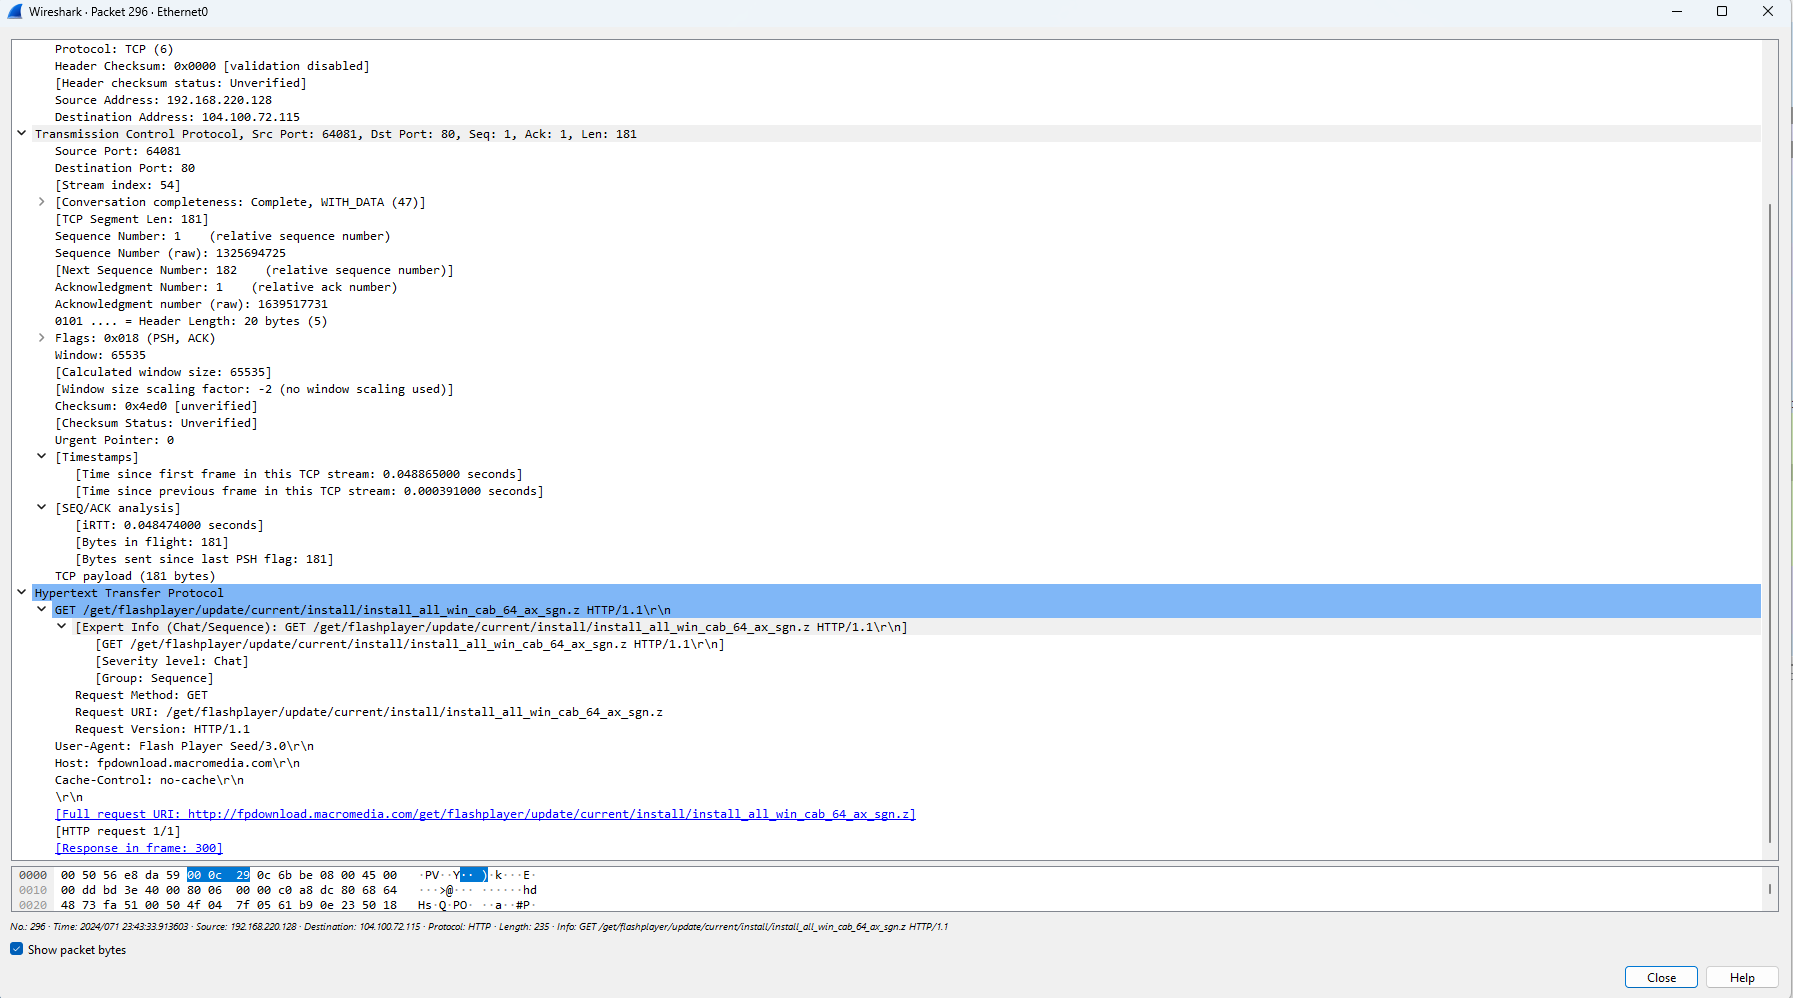 Wireshark · Packet 296 · Ethernet0
Protocol: TCP (6)
Header Checksum: 0x0000 [validation disabled]
[Header checksum status: Unverified]
Source Address: 192.168.220.128
Destination Address: 104.100.72.115
Transmission Control Protocol, Src Port: 64081, Dst Port: 80, Seq: 1, Ack: 1, Len: 181
Source Port: 64081
Destination Port: 80
[Stream index: 54]
[Conversation completeness: Complete, WITH_DATA (47)]
[TCP Segment Len: 181]
Sequence Number: 1    (relative sequence number)
Sequence Number (raw): 1325694725
[Next Sequence Number: 182    (relative sequence number)]
Acknowledgment Number: 1    (relative ack number)
Acknowledgment number (raw): 1639517731
0101 .... = Header Length: 20 bytes (5)
Flags: 0x018 (PSH, ACK)
Window: 65535
[Calculated window size: 65535]
[Window size scaling factor: -2 (no window scaling used)]
Checksum: 0x4ed0 [unverified]
[Checksum Status: Unverified]
Urgent Pointer: 0
[Timestamps]
[Time since first frame in this TCP stream: 0.048865000 seconds]
[Time since previous frame in this TCP stream: 0.000391000 seconds]
[SEQ/ACK analysis]
[iRTT: 0.048474000 seconds]
[Bytes in flight: 181]
[Bytes sent since last PSH flag: 181]
TCP payload (181 bytes)
Hypertext Transfer Protocol
GET /get/flashplayer/update/current/install/install_all_win_cab_64_ax_sgn.z HTTP/1.1\r\n
[Expert Info (Chat/Sequence): GET /get/flashplayer/update/current/install/install_all_win_cab_64_ax_sgn.z HTTP/1.1\r\n]
[GET /get/flashplayer/update/current/install/install_all_win_cab_64_ax_sgn.z HTTP/1.1\r\n]
[Severity level: Chat]
[Group: Sequence]
Request Method: GET
Request URI: /get/flashplayer/update/current/install/install_all_win_cab_64_ax_sgn.z
Request Version: HTTP/1.1
User-Agent: Flash Player Seed/3.0\r\n
Host: fpdownload.macromedia.com\r\n
Cache-Control: no-cache\r\n
\r\n
[Full request URI: http://fpdownload.macromedia.com/get/flashplayer/update/current/install/install_all_win_cab_64_ax_sgn.z]
[HTTP request 1/1]
[Response in frame: 300]
0000 00 50 56 e8 da 59 00 0c 29 0c 6b be 08 00 45 00 ·PV··Y·· )·k···E·
0010 00 dd bd 3e 40 00 80 06 00 00 c0 a8 dc 80 68 64 ···>@··· ······hd
0020 48 73 fa 51 00 50 4f 04 7f 05 61 b9 0e 23 50 18 Hs·Q·PO· ··a··#P·
No.: 296 · Time: 2024/071 23:43:33.913603 · Source: 192.168.220.128 · Destination: 104.100.72.115 · Protocol: HTTP · Length: 235 · Info: GET /get/flashplayer/update/current/install/install_all_win_cab_64_ax_sgn.z HTTP/1.1
Show packet bytes
Close Help